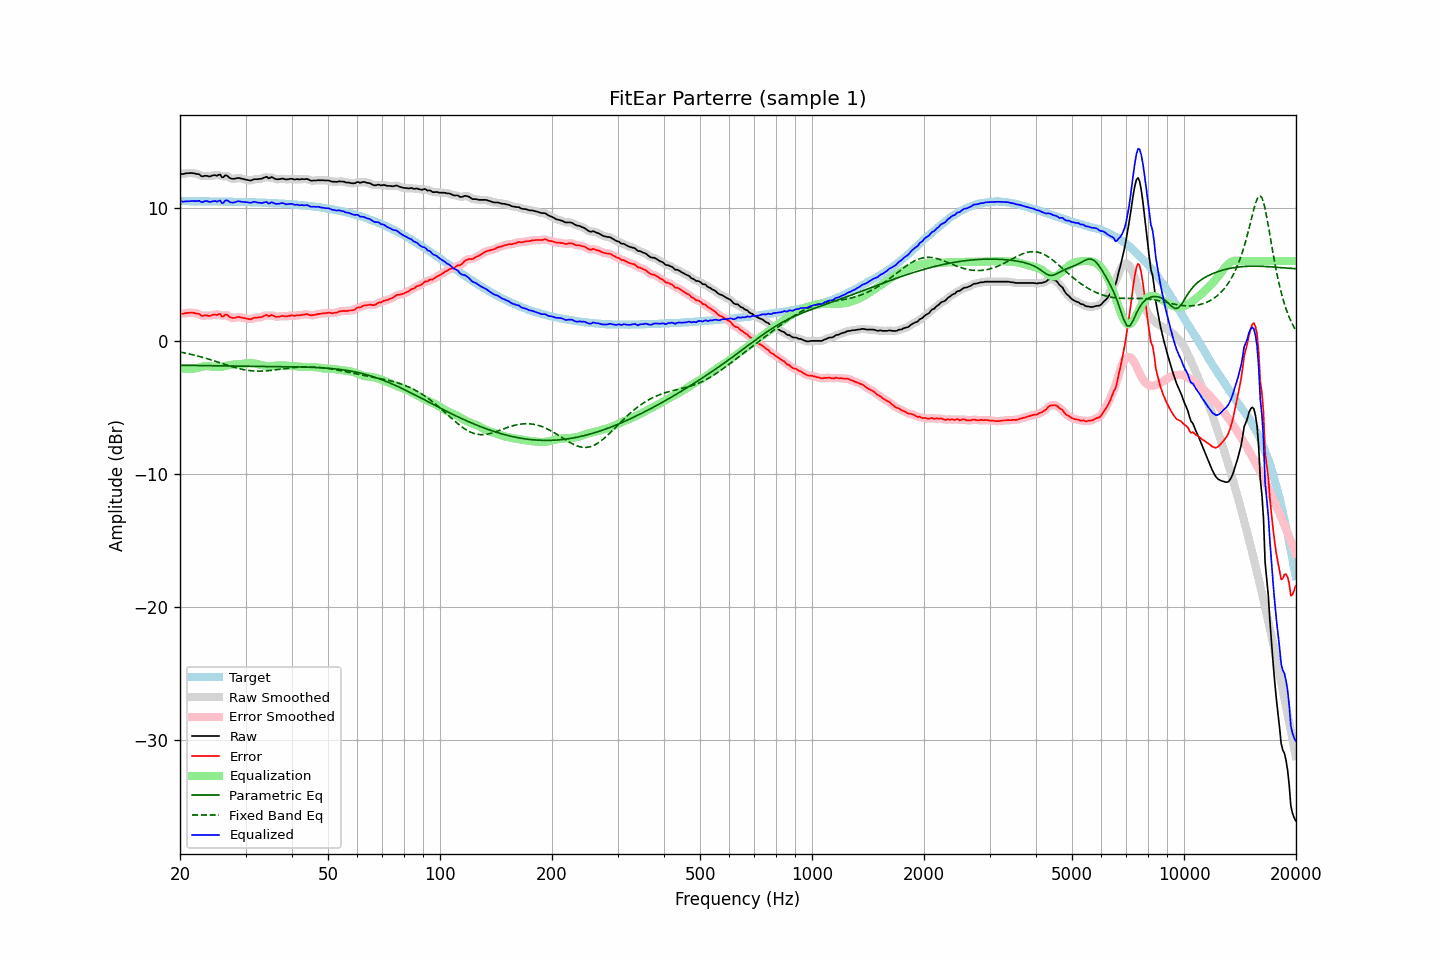 FitEar Parterre (sample 1)
Amplitude (dBr)
10
0
−10
−20
−30
Target
Raw Smoothed
Error Smoothed
Raw
Error
Equalization
Parametric Eq
Fixed Band Eq
Equalized
20 50 100 200 500 1000 2000 5000 10000 20000
Frequency (Hz)